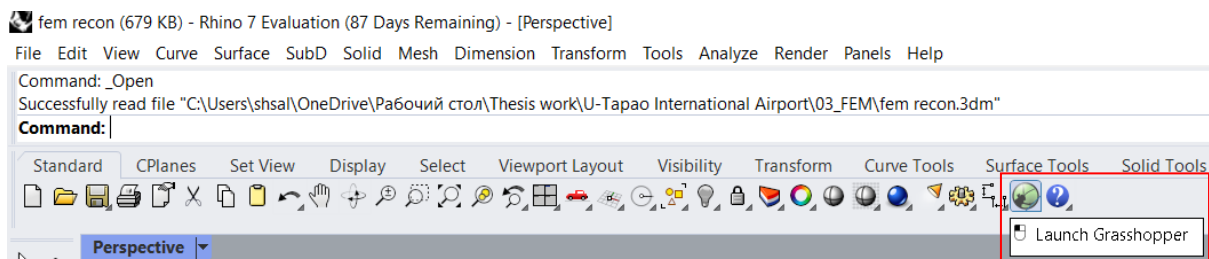 fem recon (679 KB) - Rhino 7 Evaluation (87 Days Remaining) - [Perspective]
File Edit View Curve Surface SubD Solid Mesh Dimension Transform Tools Analyze Render Panels Help
Command: _Open
Successfully read file "C:\Users\shsal\OneDrive\Рабочий стол\Thesis work\U-Tapao International Airport\03_FEM\fem recon.3dm"
Command:
Standard CPlanes Set View Display Select Viewport Layout Visibility Transform Curve Tools Surface Tools Solid Tools
Launch Grasshopper
Perspective